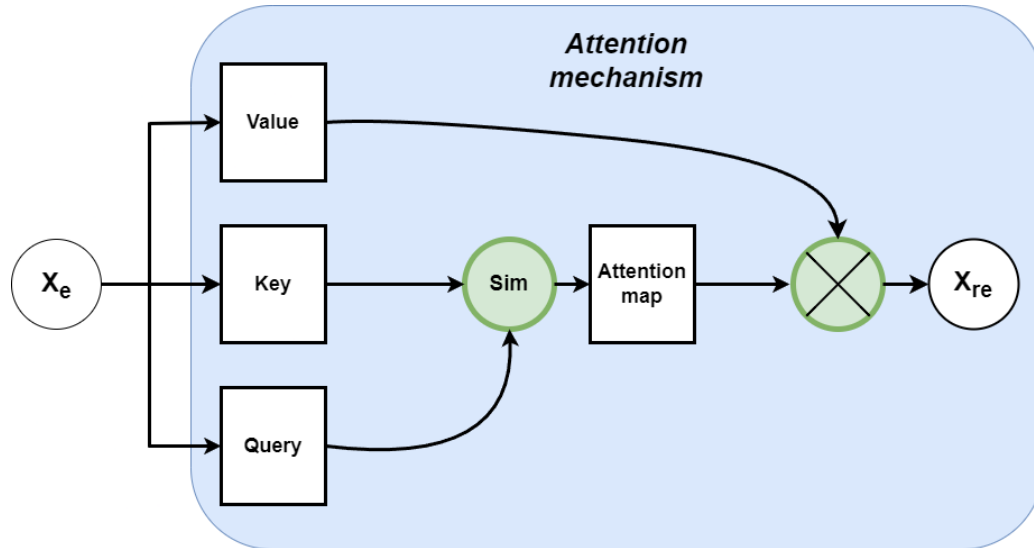 Attention
mechanism
Value
Xe
Key
Sim
Attention
map
Xre
Query